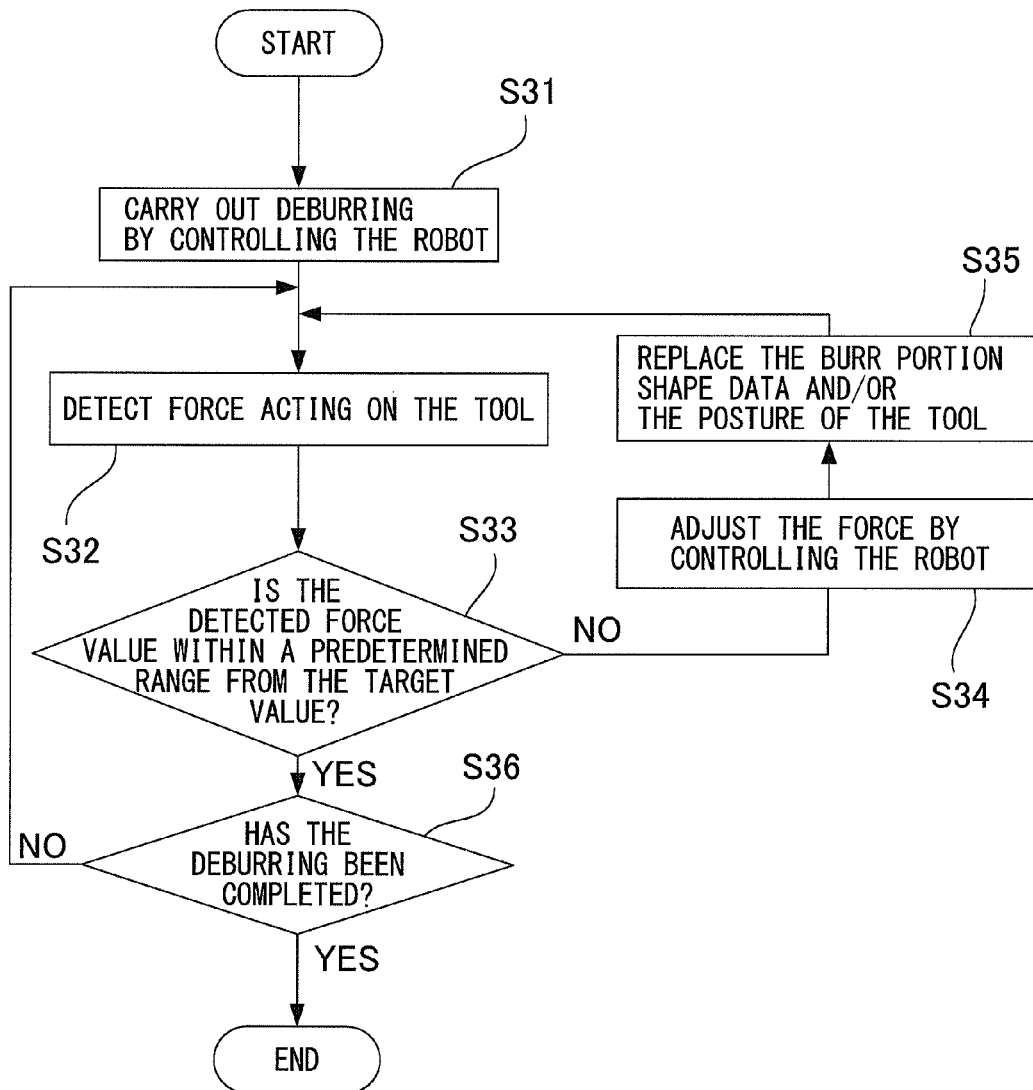 START
S31
CARRY OUT DEBURRING
BY CONTROLLING THE ROBOT
S35
REPLACE THE BURR PORTION
SHAPE DATA AND/OR
THE POSTURE OF THE TOOL
DETECT FORCE ACTING ON THE TOOL
S32
ADJUST THE FORCE BY
CONTROLLING THE ROBOT
S34
S33
IS THE
DETECTED FORCE
VALUE WITHIN A PREDETERMINED
RANGE FROM THE TARGET
VALUE?
NO
YES
S36
HAS THE
DEBURRING BEEN
COMPLETED?
NO
YES
END